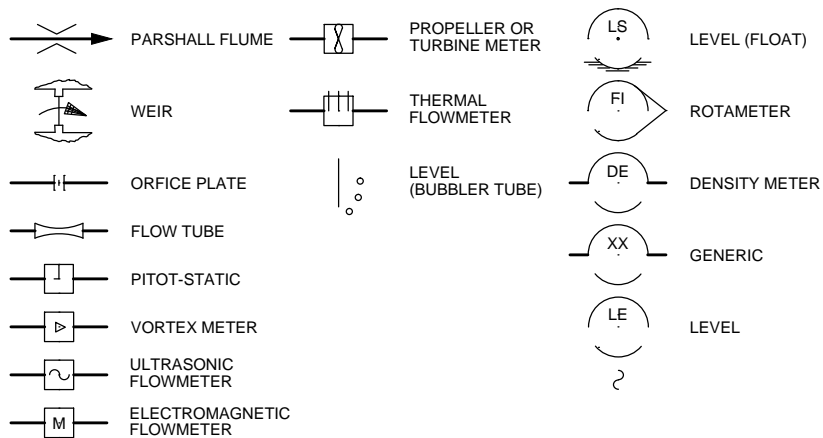 PARSHALL FLUME
WEIR
ORFICE PLATE
FLOW TUBE
PITOT-STATIC
VORTEX METER
ULTRASONIC
FLOWMETER
M
ELECTROMAGNETIC
FLOWMETER
PROPELLER OR
TURBINE METER
THERMAL
FLOWMETER
LEVEL
(BUBBLER TUBE)
LS
LEVEL (FLOAT)
FI
ROTAMETER
DE
DENSITY METER
XX
GENERIC
LE
LEVEL